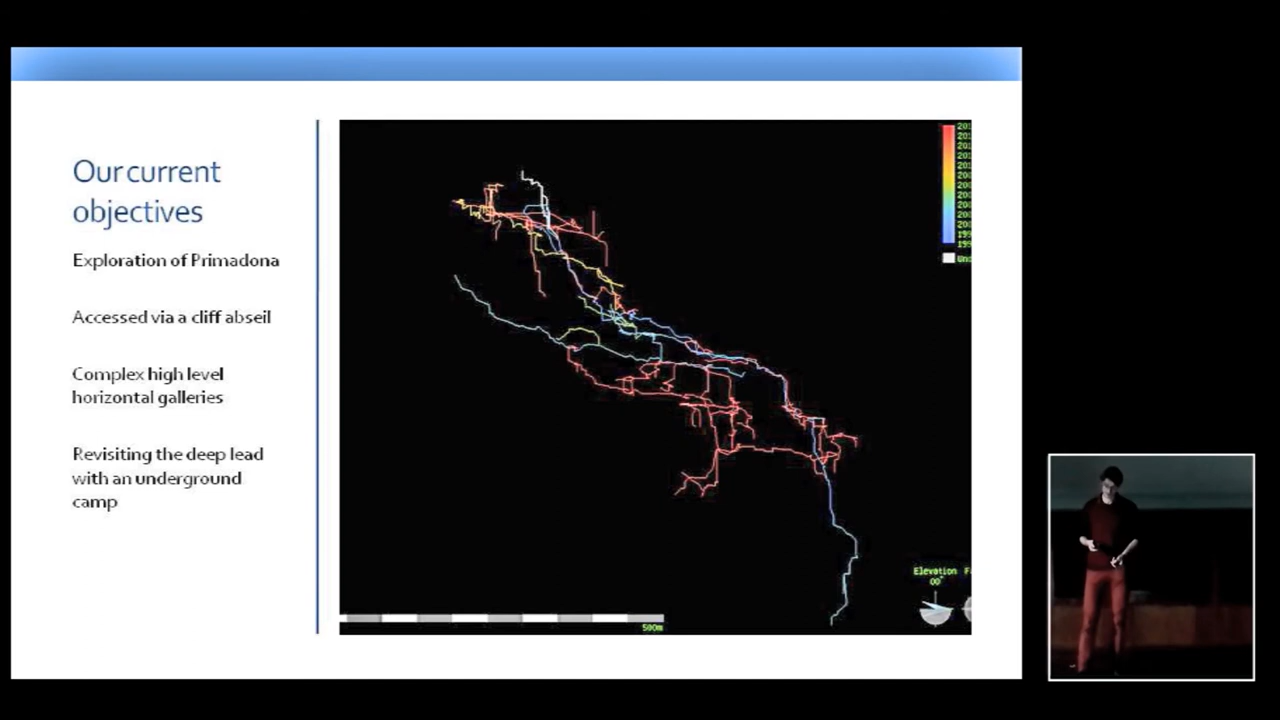 Our current
objectives
Exploration of Primadona
Accessed via a cliff abseil
Complex high level
horizontal galleries
Revisiting the deep lead
with an underground
camp
Elevation
00°
500m